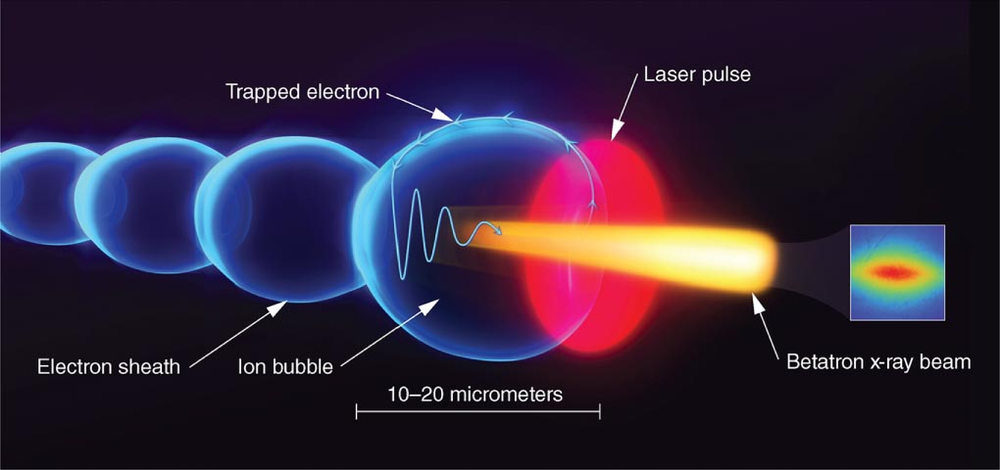 Laser pulse
Trapped electron
Electron sheath
Ion bubble
Betatron x-ray beam
10–20 micrometers